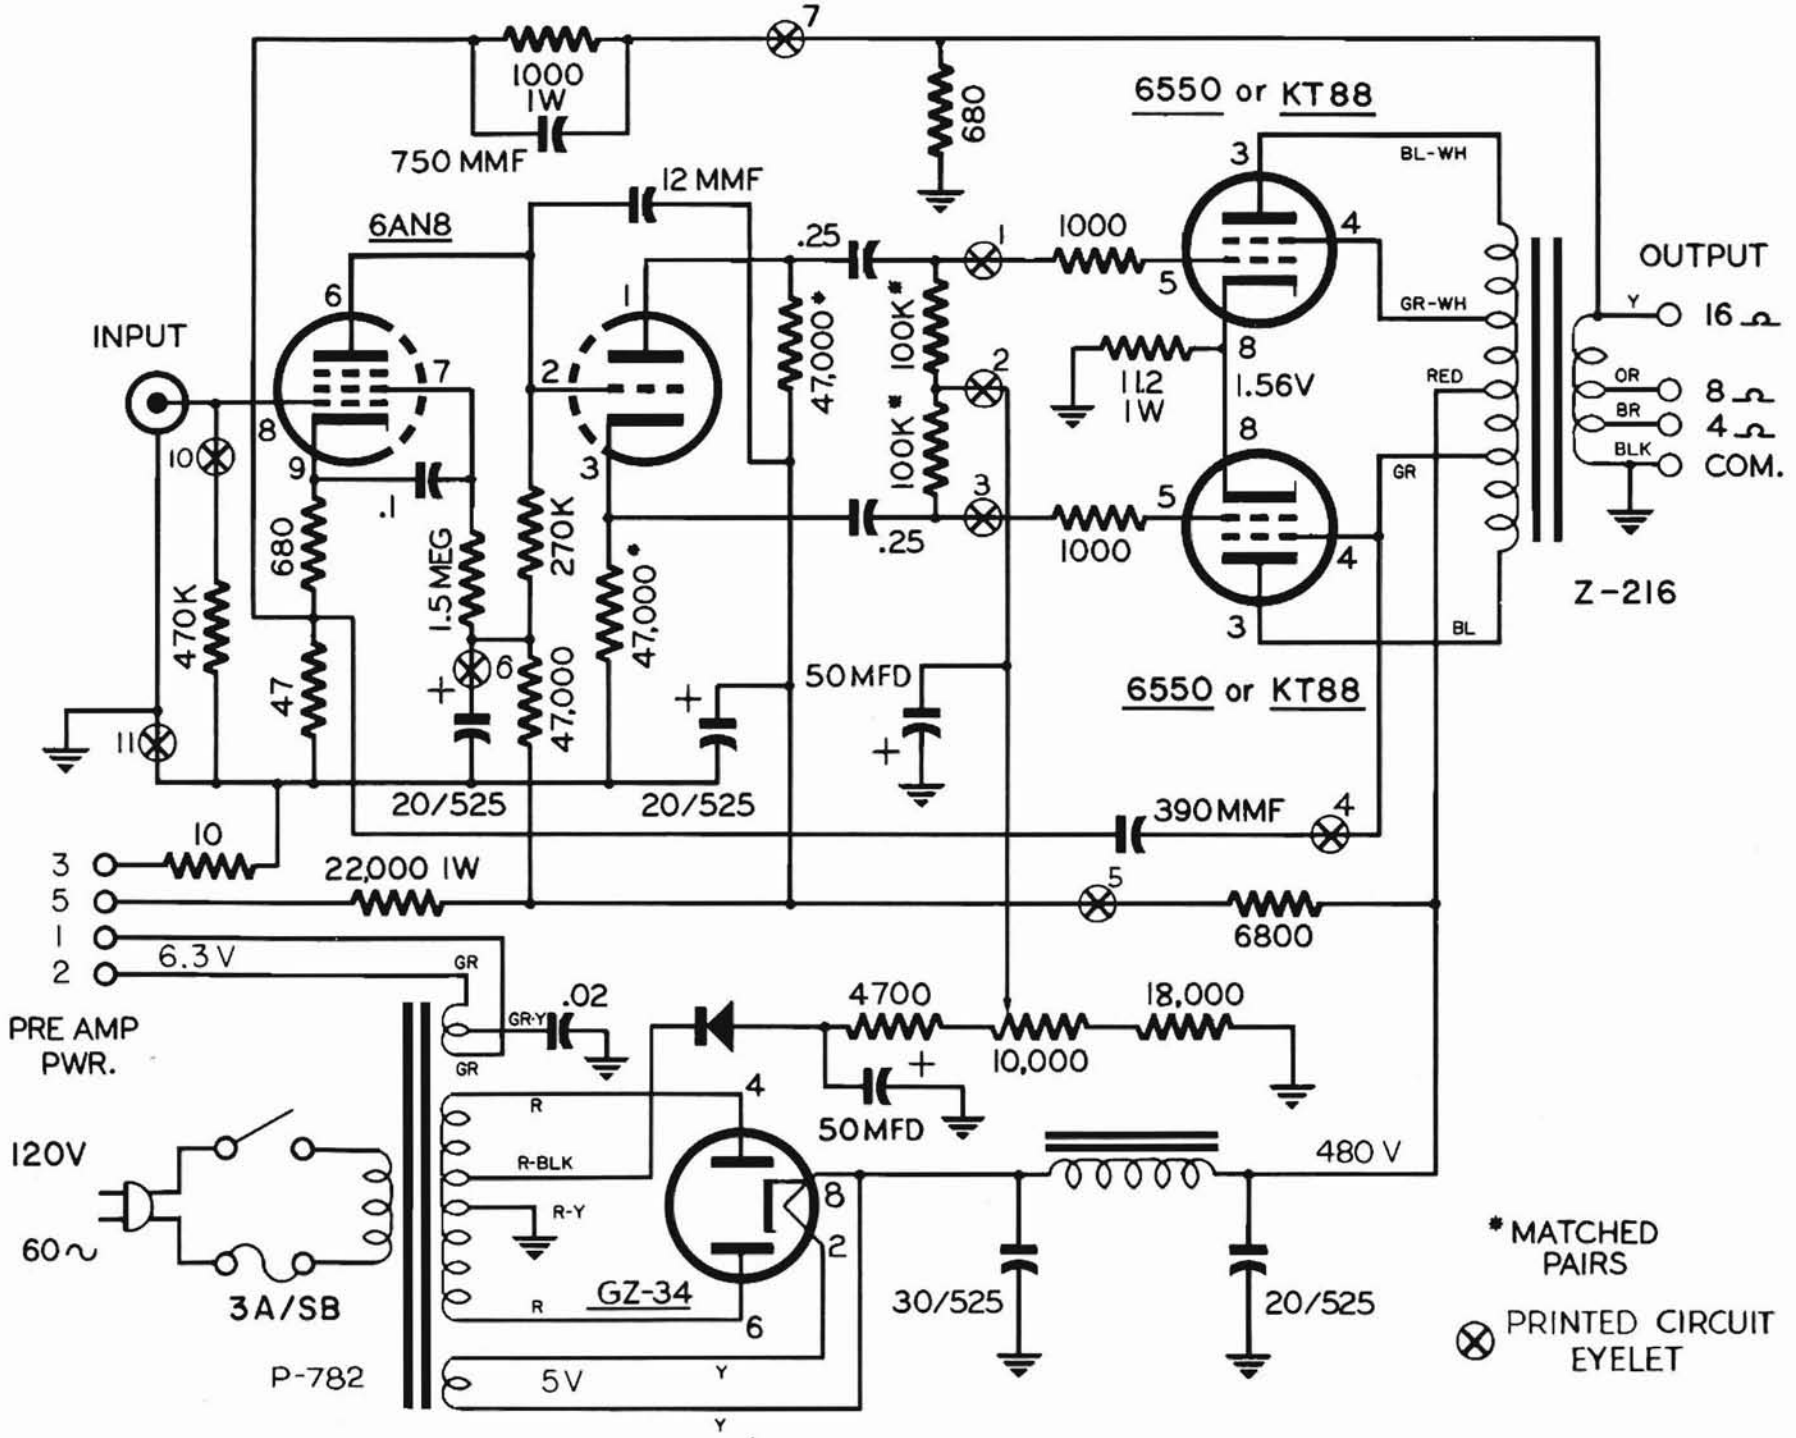 7
1000
1W
750 MMF
680
6550 or KT88
3
BL-WH
12 MMF
6AN8
.25
1
1000
4
OUTPUT
6
1
5
GR-WH
Y
16 Ω
INPUT
7
2
47,000*
100K*
2
8
11.2
1W
1.56V
RED
OR
8 Ω
BR
4 Ω
8
10
9
3
100K*
8
GR
BLK
COM.
.1
3
5
.25
1000
4
680
1.5 MEG
270K
47,000*
Z-216
3
BL
470K
47
+
6
47,000
+
50 MFD
+
6550 or KT88
11
20/525
20/525
390 MMF
4
3
10
5
22,000 1W
5
6800
1
6.3 V
2
GR
PRE AMP
PWR.
GR-Y
.02
GR
4700
18,000
10,000
+
50 MFD
R
4
120V
R-BLK
480 V
8
R-Y
60~
2
3A/SB
R
GZ-34
6
30/525
20/525
* MATCHED
PAIRS
PRINTED CIRCUIT
EYELET
P-782
5V
Y
Y